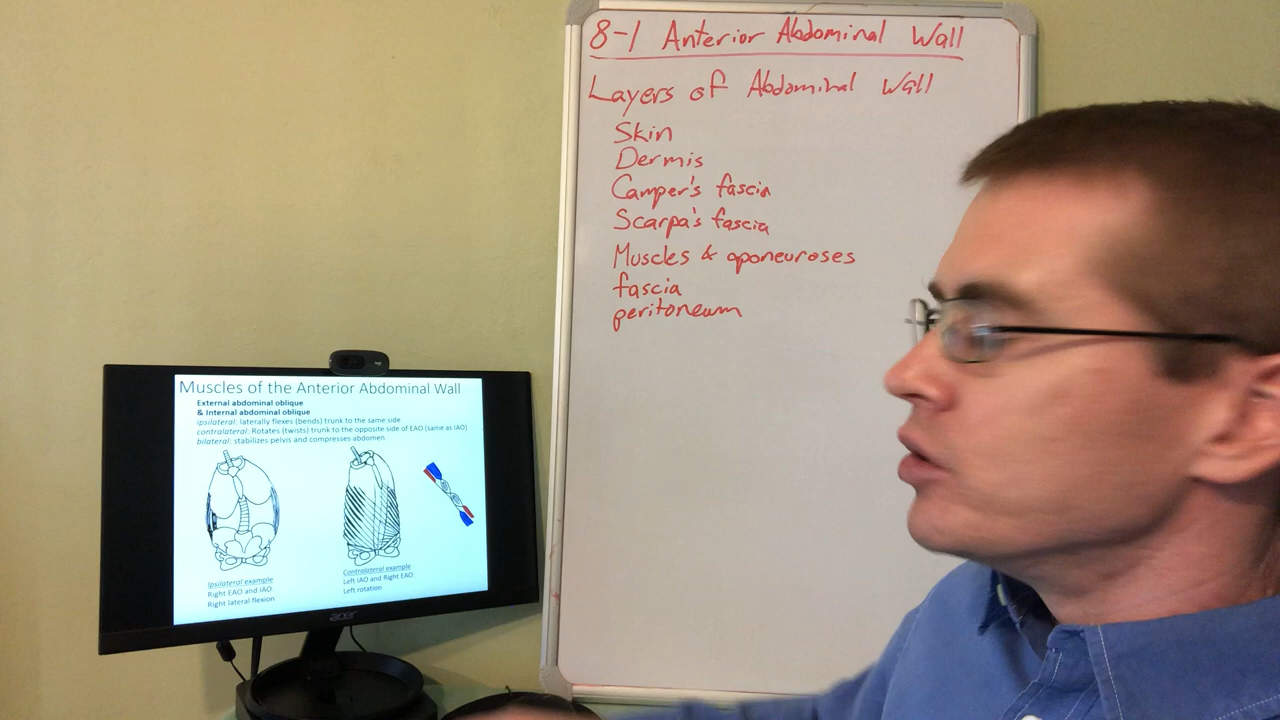 8-1 Anterior Abdominal Wall
Layers of Abdominal Wall
Skin
Dermis
Camper's fascia
Scarpa's fascia
Muscles & aponeuroses
fascia
peritoneum
Muscles of the Anterior Abdominal Wall
External abdominal oblique
& Internal abdominal oblique
ipsilateral: laterally flexes (bends) trunk to the same side
contralateral: Rotates (twists) trunk to the opposite side of EAO (same as IAO)
bilateral: stabilizes pelvis and compresses abdomen
Ipsilateral example
Right EAO and IAO:
Right lateral flexion
Contralateral example
Left IAO and Right EAO:
Left rotation
acer